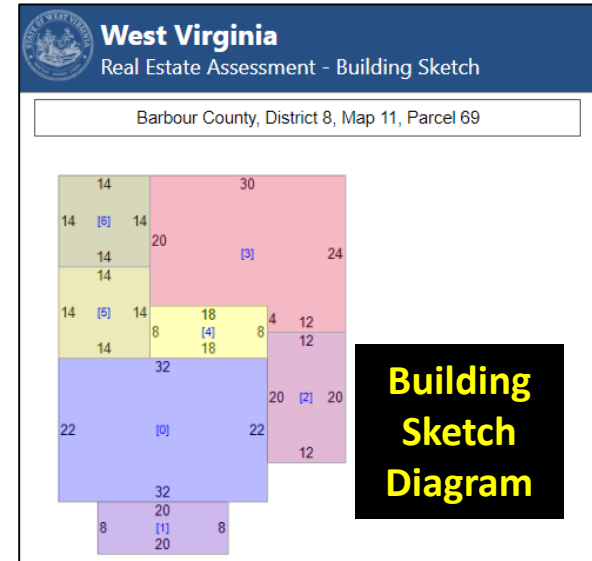 West Virginia
Real Estate Assessment - Building Sketch
Barbour County, District 8, Map 11, Parcel 69
14 30
14 [6] 14
20
[3] 24
14
14
14 [5] 14
18
4 12
8 [4] 8
12
14 18
32
20 [2] 20
22 [0] 22
12
32
20
8 [1] 8
20
Building
Sketch
Diagram